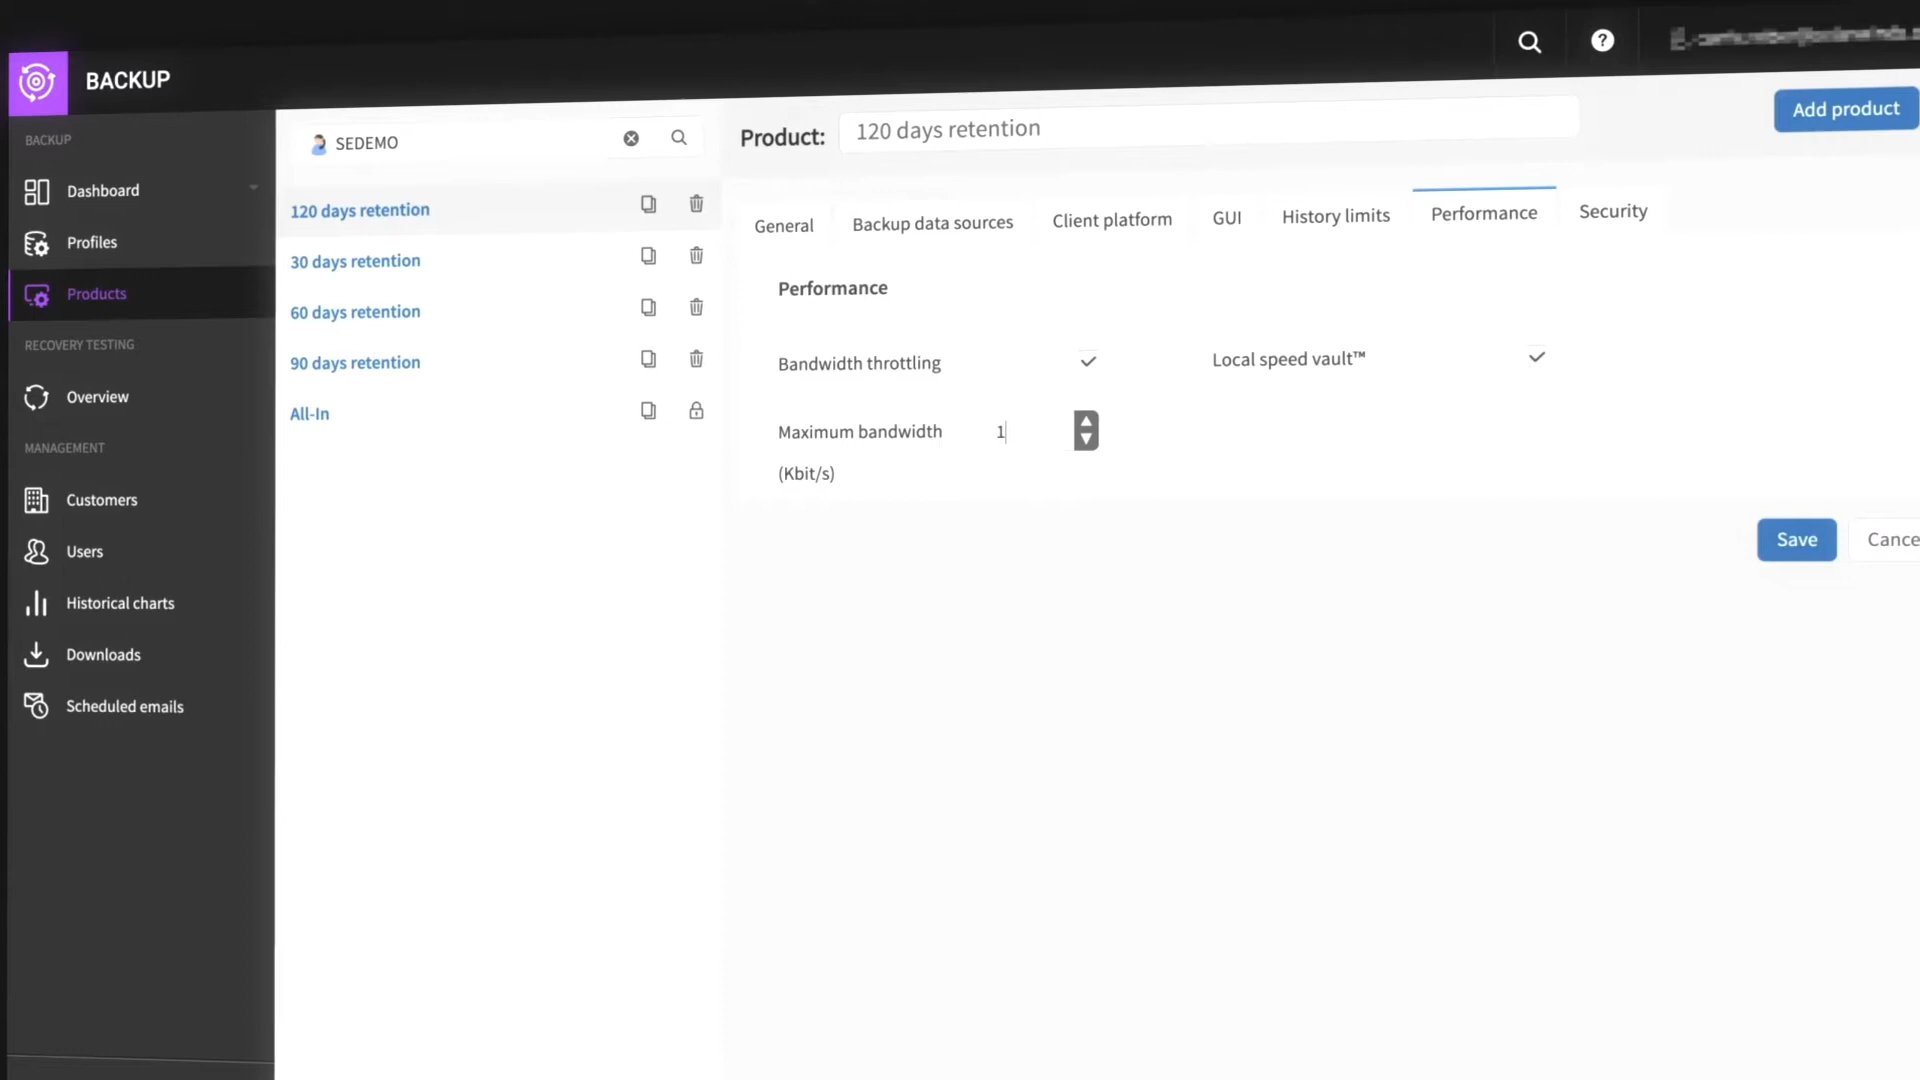 BACKUP
BACKUP
Dashboard
Profiles
Products
RECOVERY TESTING
Overview
MANAGEMENT
Customers
Users
Historical charts
Downloads
Scheduled emails
SEDEMO
120 days retention
30 days retention
60 days retention
90 days retention
All-In
Product: 120 days retention
Add product
General Backup data sources Client platform GUI History limits Performance Security
Performance
Bandwidth throttling Local speed vault™
Maximum bandwidth 1
(Kbit/s)
Save Cance